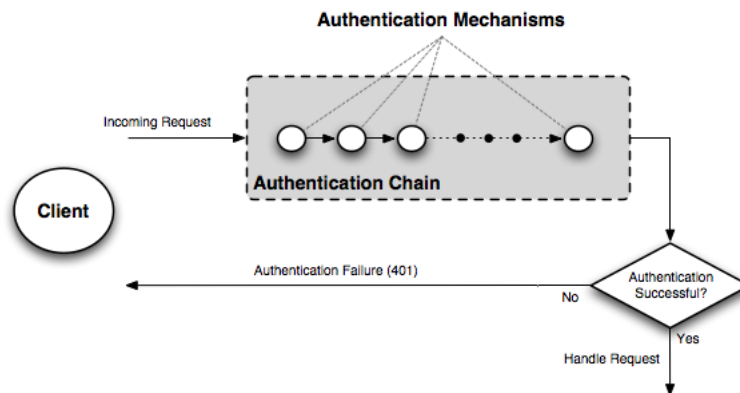 Authentication Mechanisms
Incoming Request
Authentication Chain
Client
Authentication Failure (401)
Authentication
Successful?
No
Yes
Handle Request